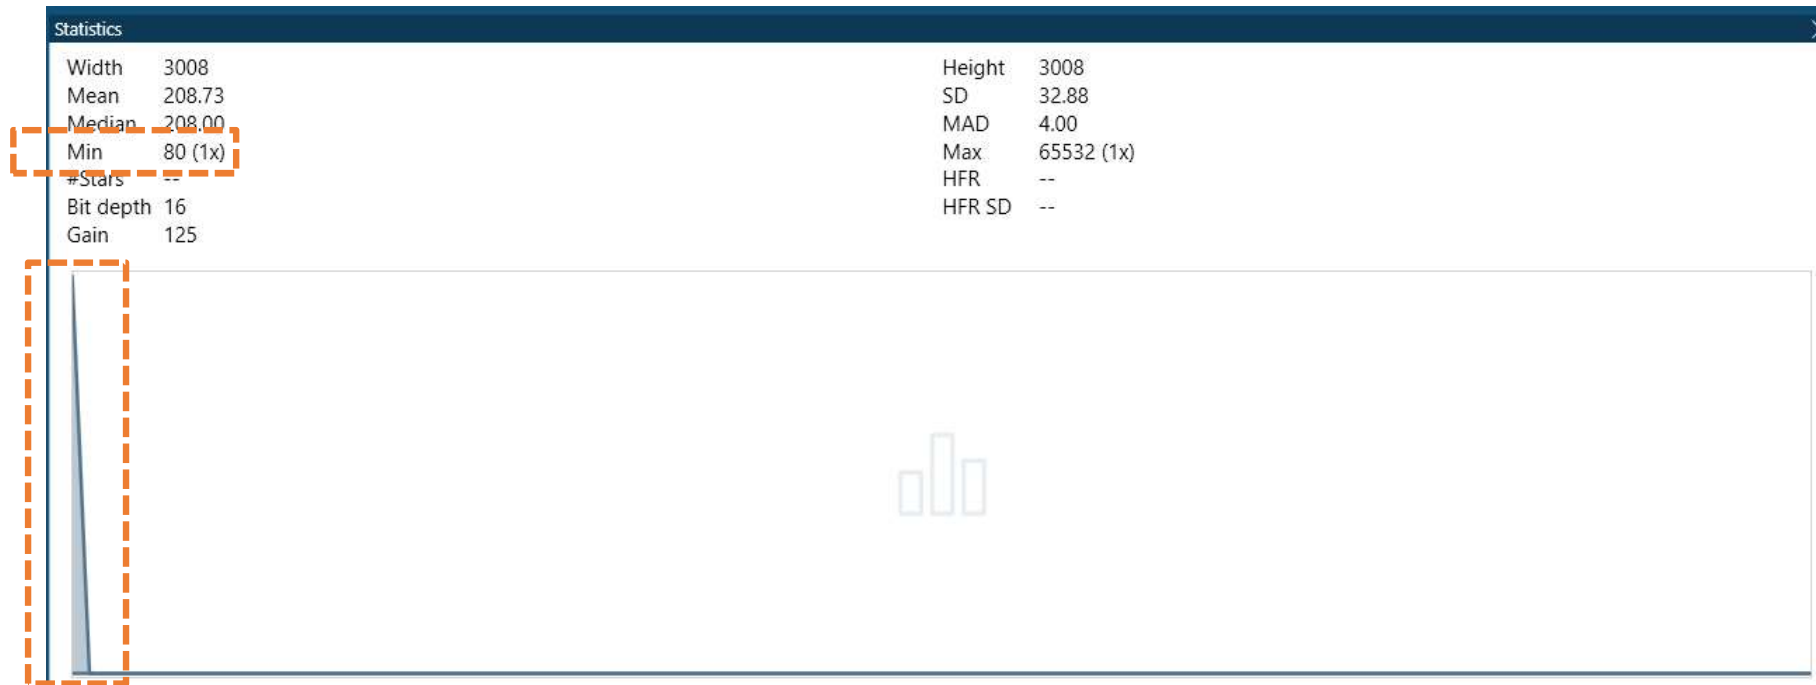 Statistics
Width 3008 Height 3008
Mean 208.73 SD 32.88
Median 208.00 MAD 4.00
Min 80 (1x) Max 65532 (1x)
#Stars -- HFR --
Bit depth 16 HFR SD --
Gain 125